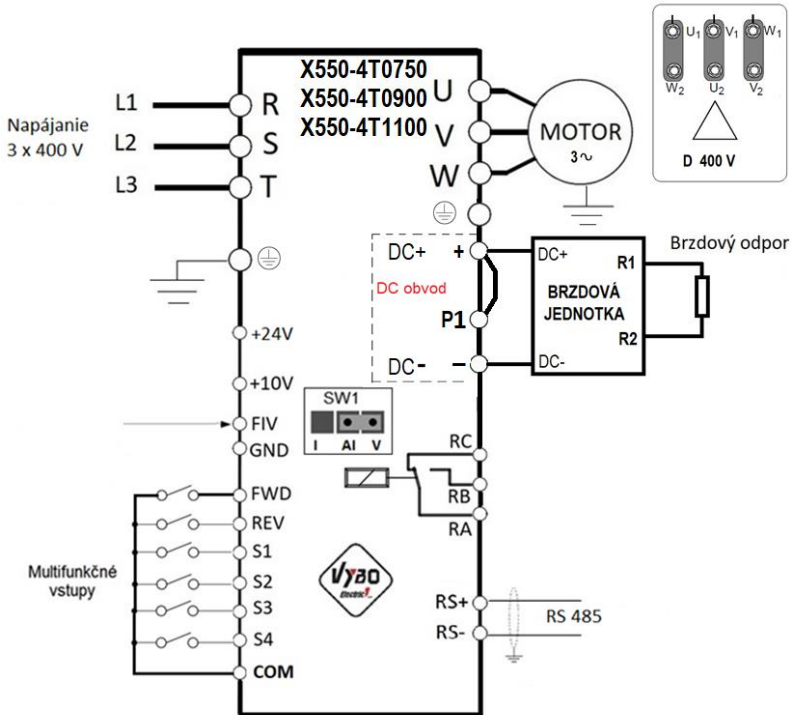 X550-4T0750
X550-4T0900
X550-4T1100
Napájanie
3 x 400 V
L1
L2
L3
R
S
T
U
V
W
MOTOR
3~
U1
V1
W1
W2
U2
V2
D 400 V
DC+
+
DC obvod
P1
DC-
−
DC+
BRZDOVÁ
JEDNOTKA
DC-
R1
R2
Brzdový odpor
+24V
+10V
FIV
GND
SW1
I AI V
RC
RB
RA
Multifunkčné
vstupy
FWD
REV
S1
S2
S3
S4
COM
VYBO
Electric
RS+
RS-
RS 485